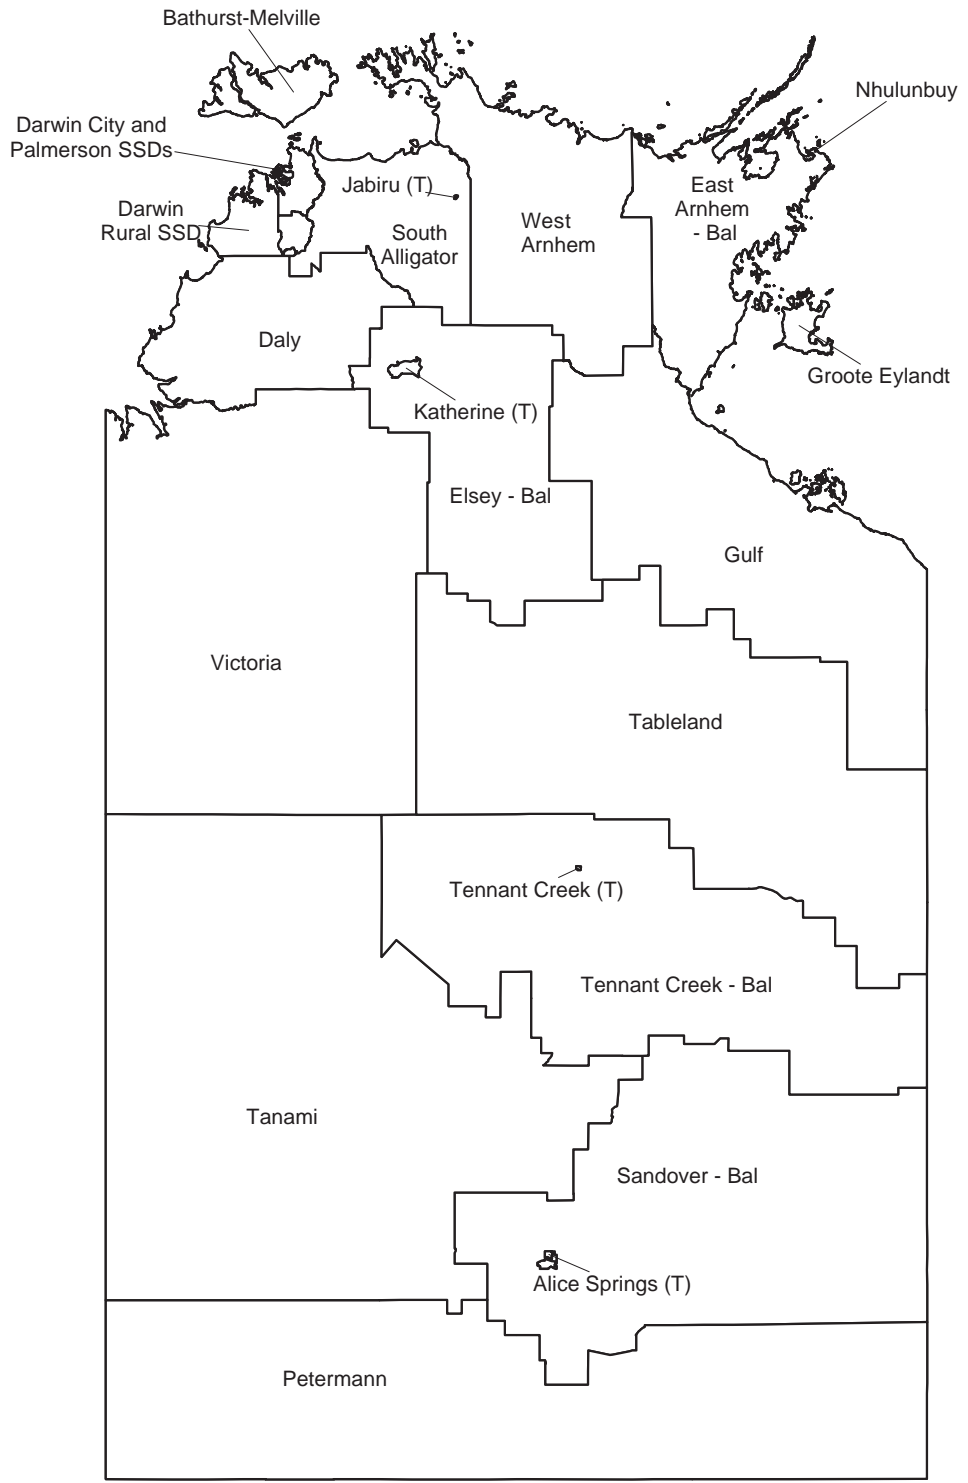 Bathurst-Melville
Nhulunbuy
Darwin City and
Palmerson SSDs
Jabiru (T)
East
Arnhem
- Bal
Darwin
Rural SSD
South
Alligator
West
Arnhem
Daly
Groote Eylandt
Katherine (T)
Elsey - Bal
Gulf
Victoria
Tableland
Tennant Creek (T)
Tennant Creek - Bal
Tanami
Sandover - Bal
Alice Springs (T)
Petermann